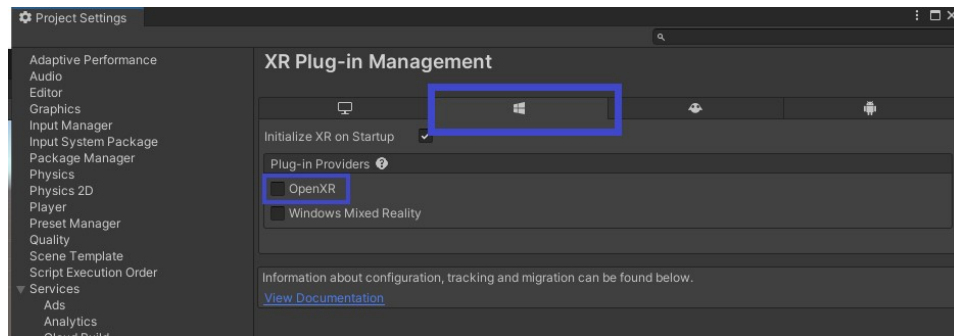 Project Settings
Adaptive Performance
Audio
Editor
Graphics
Input Manager
Input System Package
Package Manager
Physics
Physics 2D
Player
Preset Manager
Quality
Scene Template
Script Execution Order
Services
Ads
Analytics
Cloud Build
XR Plug-in Management
Initialize XR on Startup
Plug-in Providers
OpenXR
Windows Mixed Reality
Information about configuration, tracking and migration can be found below.
View Documentation